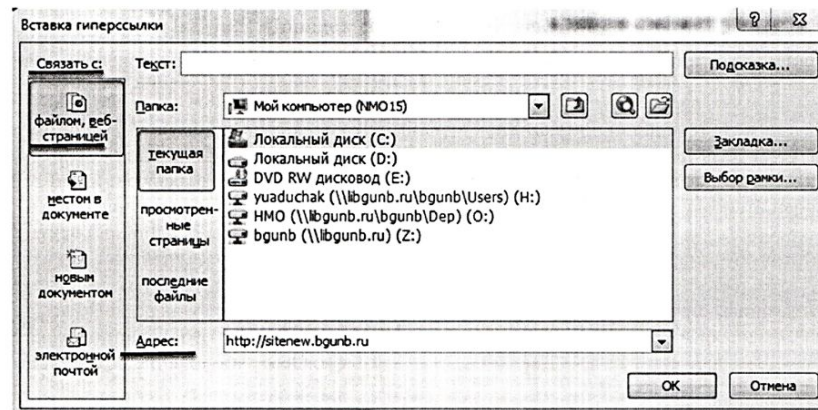 Вставка гиперссылки
Связать с:
Текст:
Подсказка...
файлом, веб-
страницей
Папка:
Мой компьютер (NMO15)
местом в
документе
новым
документом
электронной
почтой
текущая
папка
просмотрен-
ные
страницы
последние
файлы
Локальный диск (C:)
Локальный диск (D:)
DVD RW дисковод (E:)
yuaduchak (\\libgunb.ru\bgunb\Users) (H:)
НМО (\\libgunb.ru\bgunb\Dep) (O:)
bgunb (\\libgunb.ru) (Z:)
Закладка...
Выбор рамки...
Адрес:
http://sitenew.bgunb.ru
ОК
Отмена